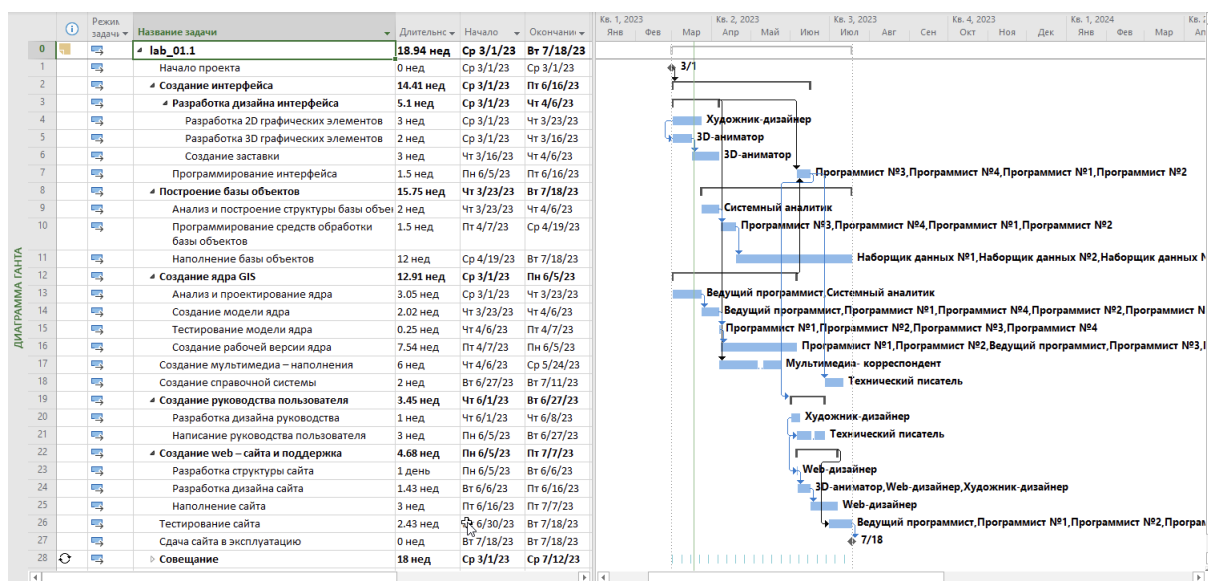 Кв. 1, 2023 Кв. 2, 2023 Кв. 3, 2023 Кв. 4, 2023 Кв. 1, 2024 Кв. 2
Режим задачи Название задачи Длительнс Начало Окончани Янв Фев Мар Апр Май Июн Июл Авг Сен Окт Ноя Дек Янв Фев Мар Ап
0 lab_01.1 18.94 нед Ср 3/1/23 Вт 7/18/23
1 Начало проекта 0 нед Ср 3/1/23 Ср 3/1/23 3/1
2 Создание интерфейса 14.41 нед Ср 3/1/23 Пт 6/16/23
3 Разработка дизайна интерфейса 5.1 нед Ср 3/1/23 Чт 4/6/23
4 Разработка 2D графических элементов 3 нед Ср 3/1/23 Чт 3/23/23 Художник-дизайнер
5 Разработка 3D графических элементов 2 нед Ср 3/1/23 Чт 3/16/23 3D-аниматор
6 Создание заставки 3 нед Чт 3/16/23 Чт 4/6/23 3D-аниматор
7 Программирование интерфейса 1.5 нед Пн 6/5/23 Пт 6/16/23 Программист №3,Программист №4,Программист №1,Программист №2
8 Построение базы объектов 15.75 нед Чт 3/23/23 Вт 7/18/23
9 Анализ и построение структуры базы объе 2 нед Чт 3/23/23 Чт 4/6/23 Системный аналитик
10 Программирование средств обработки 1.5 нед Пт 4/7/23 Ср 4/19/23 Программист №3,Программист №4,Программист №1,Программист №2
базы объектов
11 Наполнение базы объектов 12 нед Ср 4/19/23 Вт 7/18/23 Наборщик данных №1,Наборщик данных №2,Наборщик данных
12 Создание ядра GIS 12.91 нед Ср 3/1/23 Пн 6/5/23
13 Анализ и проектирование ядра 3.05 нед Ср 3/1/23 Чт 3/23/23 Ведущий программист,Системный аналитик
14 Создание модели ядра 2.02 нед Чт 3/23/23 Чт 4/6/23 Ведущий программист,Программист №1,Программист №4,Программист №2,Программист
15 Тестирование модели ядра 0.25 нед Чт 4/6/23 Пт 4/7/23 Программист №1,Программист №2,Программист №3,Программист №4
16 Создание рабочей версии ядра 7.54 нед Пт 4/7/23 Пн 6/5/23 Программист №1,Программист №2,Ведущий программист,Программист №3,
17 Создание мультимедиа – наполнения 6 нед Чт 4/6/23 Ср 5/24/23 Мультимедиа- корреспондент
18 Создание справочной системы 2 нед Вт 6/27/23 Вт 7/11/23 Технический писатель
19 Создание руководства пользователя 3.45 нед Чт 6/1/23 Вт 6/27/23
20 Разработка дизайна руководства 1 нед Чт 6/1/23 Чт 6/8/23 Художник-дизайнер
21 Написание руководства пользователя 3 нед Пн 6/5/23 Вт 6/27/23 Технический писатель
22 Создание web – сайта и поддержка 4.68 нед Пн 6/5/23 Пт 7/7/23
23 Разработка структуры сайта 1 день Пн 6/5/23 Вт 6/6/23 Web-дизайнер
24 Разработка дизайна сайта 1.43 нед Вт 6/6/23 Пт 6/16/23 3D-аниматор,Web-дизайнер,Художник-дизайнер
25 Наполнение сайта 3 нед Пт 6/16/23 Пт 7/7/23 Web-дизайнер
26 Тестирование сайта 2.43 нед 6/30/23 Вт 7/18/23 Ведущий программист,Программист №1,Программист №2,Програм
27 Сдача сайта в эксплуатацию 0 нед Вт 7/18/23 Вт 7/18/23 7/18
28 Совещание 18 нед Ср 3/1/23 Ср 7/12/23
ДИАГРАММА ГАНТА